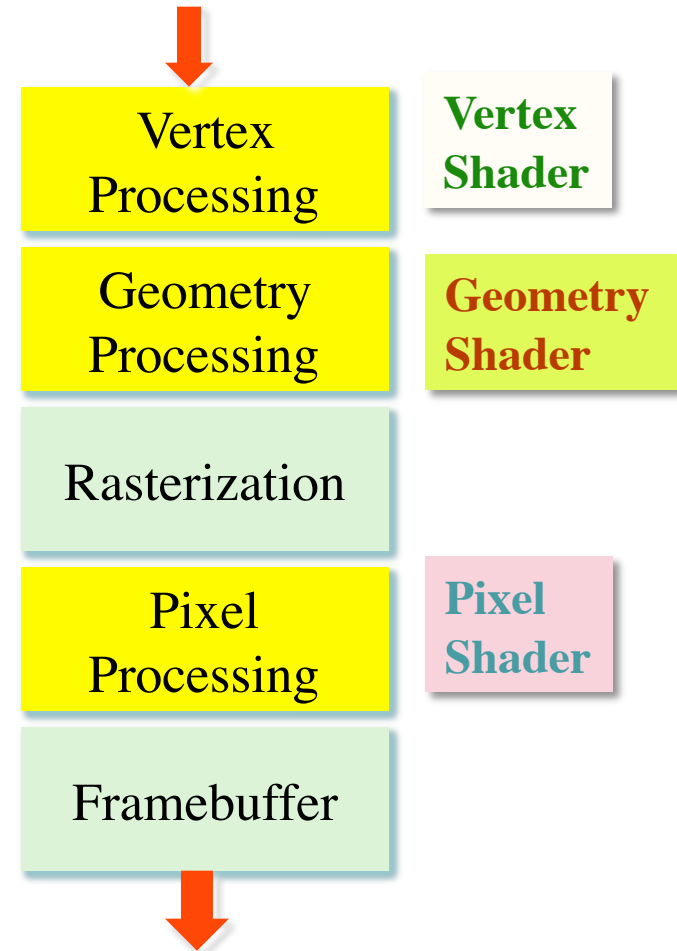 Vertex
Processing
Vertex
Shader
Geometry
Processing
Geometry
Shader
Rasterization
Pixel
Processing
Pixel
Shader
Framebuffer